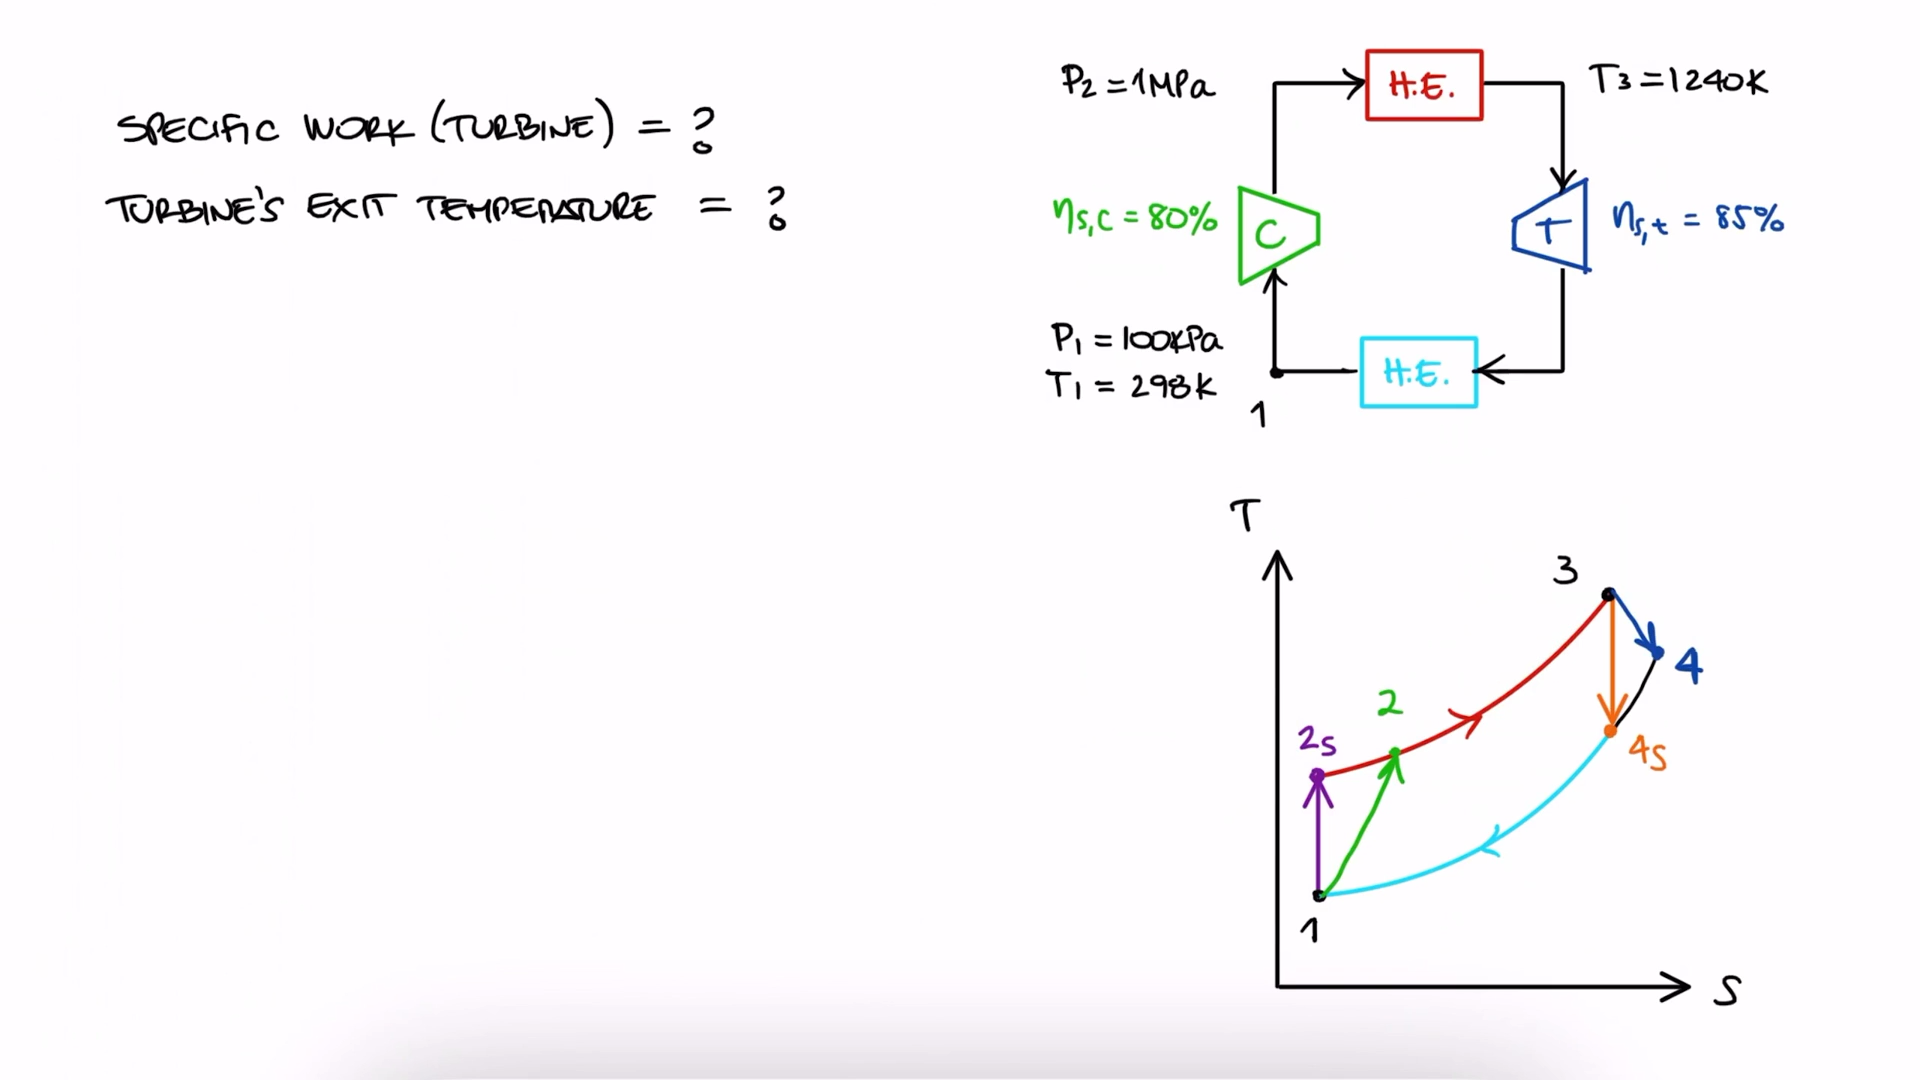 SPECIFIC WORK (TURBINE) = ?
TURBINE'S EXIT TEMPERATURE = ?
P2 = 1MPa
H.E.
T3 = 1240K
ηs,c = 80%
C
T
ηs,t = 85%
P1 = 100kPa
T1 = 298K
H.E.
1
T
3
4
2
2s
4s
1
S